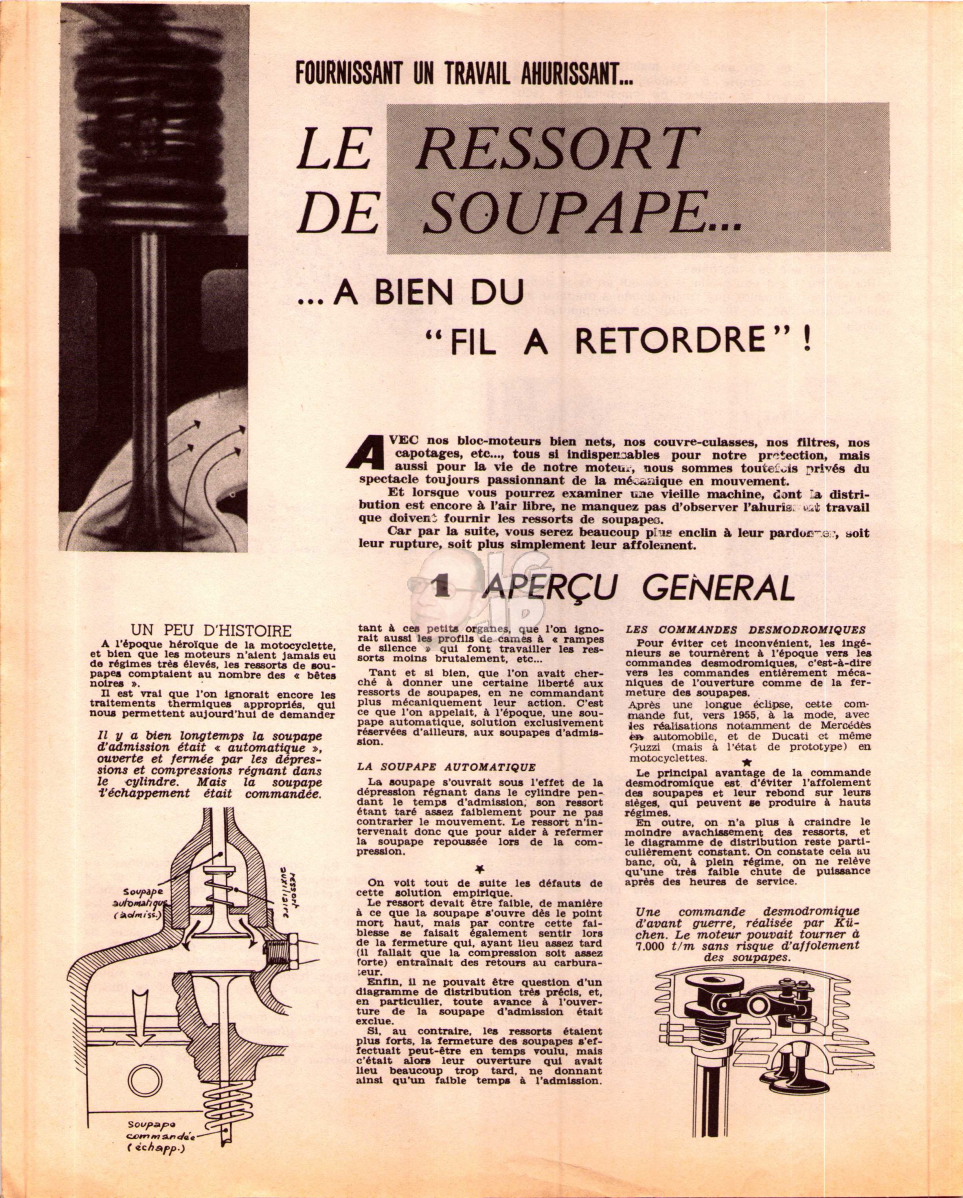 FOURNISSANT UN TRAVAIL AHURISSANT...
LE RESSORT
DE SOUPAPE...
...A BIEN DU
“FIL A RETORDRE” !
AVEC nos bloc-moteurs bien nets, nos couvre-culasses, nos filtres, nos
capotages, etc..., tous si indispensables pour notre protection, mais
aussi pour la vie de notre moteur, nous sommes toutefois privés du
spectacle toujours passionnant de la mécanique en mouvement.
Et lorsque vous pourrez examiner une vieille machine, dont la distri-
bution est encore à l'air libre, ne manquez pas d'observer l'ahurissant travail
que doivent fournir les ressorts de soupapes.
Car par la suite, vous serez beaucoup plus enclin à leur pardonner, soit
leur rupture, soit plus simplement leur affolement.
1 APERÇU GENERAL
UN PEU D'HISTOIRE
A l'époque héroïque de la motocyclette,
et bien que les moteurs n'aient jamais eu
de régimes très élevés, les ressorts de sou-
papes comptaient au nombre des « bêtes
noires ».
Il est vrai que l'on ignorait encore les
traitements thermiques appropriés, qui
nous permettent aujourd'hui de demander
Il y a bien longtemps la soupape
d'admission était « automatique »,
ouverte et fermée par les dépres-
sions et compressions régnant dans
le cylindre. Mais la soupape
l'échappement était commandée.
Soupape
automatique
(admiss.)
ressort
auxiliaire
Soupape
commandée
(échapp.)
tant à ces petits organes, que l'on igno-
rait aussi les profils de cames à « rampes
de silence » qui font travailler les res-
sorts moins brutalement, etc...
Tant et si bien, que l'on avait cher-
ché à donner une certaine liberté aux
ressorts de soupapes, en ne commandant
plus mécaniquement leur action. C'est
ce que l'on appelait, à l'époque, une sou-
pape automatique, solution exclusivement
réservées d'ailleurs, aux soupapes d'admis-
sion.
LA SOUPAPE AUTOMATIQUE
La soupape s'ouvrait sous l'effet de la
dépression régnant dans le cylindre pen-
dant le temps d'admission, son ressort
étant taré assez faiblement pour ne pas
contrarier le mouvement. Le ressort n'in-
tervenait donc que pour aider à refermer
la soupape repoussée lors de la com-
pression.
★
On voit tout de suite les défauts de
cette solution empirique.
Le ressort devait être faible, de manière
à ce que la soupape s'ouvre dès le point
mort haut, mais par contre cette fai-
blesse se faisait également sentir lors
de la fermeture qui, ayant lieu assez tard
(il fallait que la compression soit assez
forte) entraînait des retours au carbura-
teur.
Enfin, il ne pouvait être question d'un
diagramme de distribution très précis, et,
en particulier, toute avance à l'ouver-
ture de la soupape d'admission était
exclue.
Si, au contraire, les ressorts étaient
plus forts, la fermeture des soupapes s'ef-
fectuait peut-être en temps voulu, mais
c'était alors leur ouverture qui avait
lieu beaucoup trop tard, ne donnant
ainsi qu'un faible temps à l'admission.
LES COMMANDES DESMODROMIQUES
Pour éviter cet inconvénient, les ingé-
nieurs se tournèrent à l'époque vers les
commandes desmodromiques, c'est-à-dire
vers les commandes entièrement méca-
niques de l'ouverture comme de la fer-
meture des soupapes.
Après une longue éclipse, cette com-
mande fut, vers 1955, à la mode, avec
les réalisations notamment de Mercédès
en automobile, et de Ducati et même
Guzzi (mais à l'état de prototype) en
motocyclettes.
★
Le principal avantage de la commande
desmodromique est d'éviter l'affolement
des soupapes et leur rebond sur leurs
sièges, qui peuvent se produire à hauts
régimes.
En outre, on n'a plus à craindre le
moindre avachissement des ressorts, et
le diagramme de distribution reste parti-
culièrement constant. On constate cela au
banc, où, à plein régime, on ne relève
qu'une très faible chute de puissance
après des heures de service.
Une commande desmodromique
d'avant guerre, réalisée par Kü-
chen. Le moteur pouvait tourner à
7.000 t/m sans risque d'affolement
des soupapes.